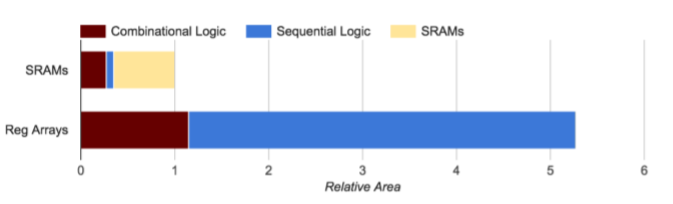 Combinational Logic Sequential Logic SRAMs
SRAMs
Reg Arrays
0 1 2 3 4 5 6
Relative Area